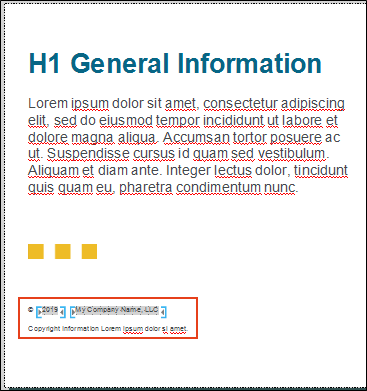 H1 General Information
Lorem ipsum dolor sit amet, consectetur adipiscing
elit, sed do eiusmod tempor incididunt ut labore et
dolore magna aliqua. Accumsan tortor posuere ac
ut. Suspendisse cursus id quam sed vestibulum.
Aliquam et diam ante. Integer lectus dolor, tincidunt
quis quam eu, pharetra condimentum nunc.
© 2019 My Company Name, LLC
Copyright Information Lorem ipsum dolor si amet.